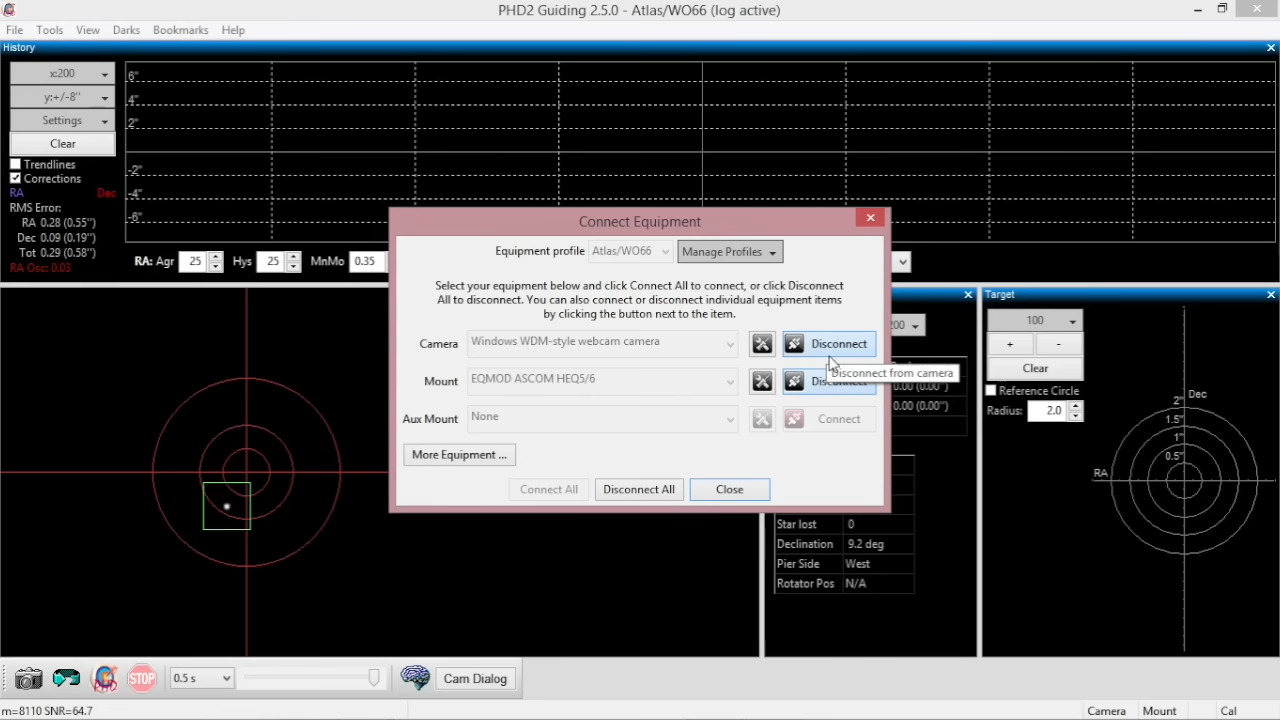 PHD2 Guiding 2.5.0 - Atlas/WO66 (log active)
File Tools View Darks Bookmarks Help
History
x:200
y:+/-8"
Settings
Clear
Trendlines
Corrections
RA Dec
RMS Error:
RA 0.28 (0.55")
Dec 0.09 (0.19")
Tot 0.29 (0.58")
RA Osc: 0.03
6"
4"
2"
-2"
-4"
-6"
RA: Agr 25 Hys 25 MnMo 0.35
Connect Equipment
Equipment profile Atlas/WO66 Manage Profiles
Select your equipment below and click Connect All to connect, or click Disconnect
All to disconnect. You can also connect or disconnect individual equipment items
by clicking the button next to the item.
Camera Windows WDM-style webcam camera Disconnect
Disconnect from camera
Mount EQMOD ASCOM HEQ5/6
Aux Mount None Connect
More Equipment ...
Connect All Disconnect All Close
0.00 (0.00")
0.00 (0.00")
Star lost 0
Declination 9.2 deg
Pier Side West
Rotator Pos N/A
Target
100
+ -
Clear
Reference Circle
Radius: 2.0
2" Dec
1.5"
1"
0.5"
RA
STOP
0.5 s
Cam Dialog
m=8110 SNR=64.7
Camera Mount Cal